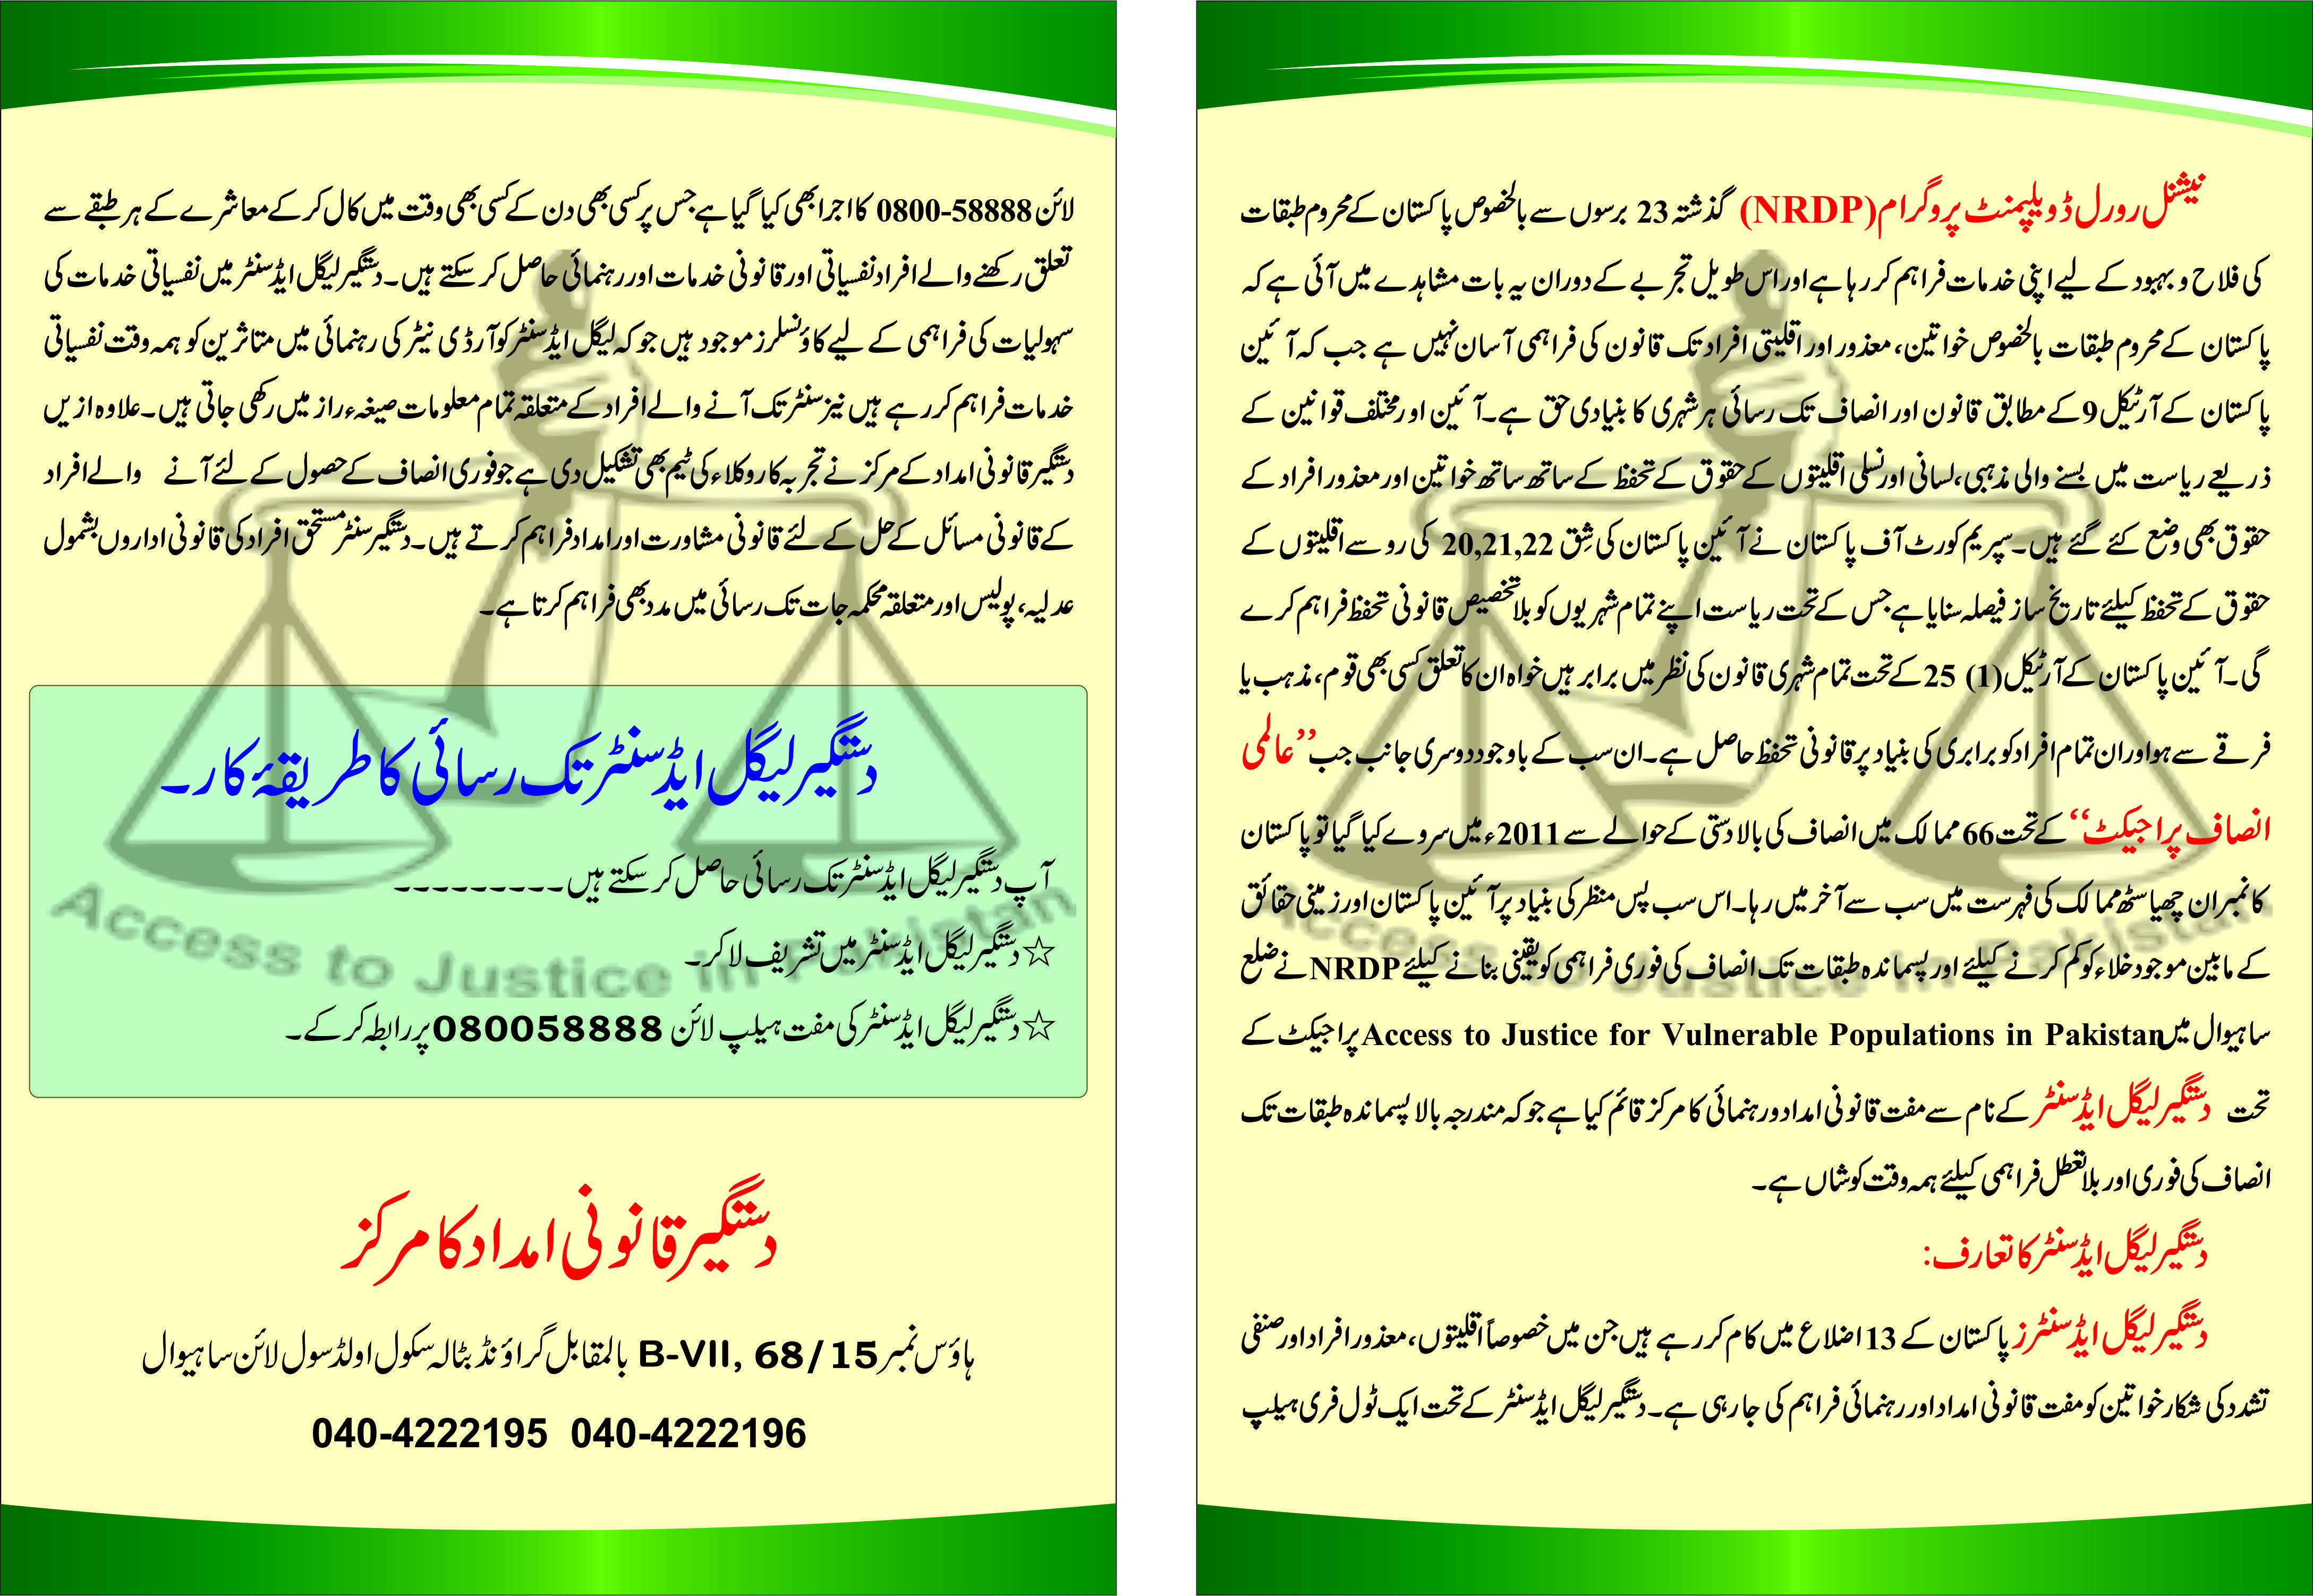 نیشنل رورل ڈویلپمنٹ پروگرام(NRDP) گذشتہ 23 برسوں سے بالخصوص پاکستان کے محروم طبقات
کی فلاح و بہبود کے لیے اپنی خدمات فراہم کر رہا ہے اور اس طویل تجربے کے دوران یہ بات مشاہدے میں آئی ہے کہ
پاکستان کے محروم طبقات بالخصوص خواتین، معذور اور اقلیتی افراد تک قانون کی فراہمی آسان نہیں ہے جب کہ آئین
پاکستان کے آرٹیکل 9 کے مطابق قانون اور انصاف تک رسائی ہر شہری کا بنیادی حق ہے۔ آئین اور مختلف قوانین کے
ذریعے ریاست میں بسنے والی مذہبی، لسانی اور نسلی اقلیتوں کے حقوق کے تحفظ کے ساتھ ساتھ خواتین اور معذور افراد کے
حقوق بھی وضع کئے گئے ہیں۔ سپریم کورٹ آف پاکستان نے آئین پاکستان کی شِق 20,21,22 کی رو سے اقلیتوں کے
حقوق کے تحفظ کیلئے تاریخ ساز فیصلہ سنایا ہے جس کے تحت ریاست اپنے تمام شہریوں کو بلا تخصیص قانونی تحفظ فراہم کرے
گی۔ آئین پاکستان کے آرٹیکل (1) 25 کے تحت تمام شہری قانون کی نظر میں برابر ہیں خواہ ان کا تعلق کسی بھی قوم، مذہب یا
فرقے سے ہو اور ان تمام افراد کو برابری کی بنیاد پر قانونی تحفظ حاصل ہے۔ ان سب کے باوجود دوسری جانب جب ’’عالمی
انصاف پراجیکٹ‘‘ کے تحت 66 ممالک میں انصاف کی بالادستی کے حوالے سے 2011ء میں سروے کیا گیا تو پاکستان
کا نمبر ان چھیاسٹھ ممالک کی فہرست میں سب سے آخر میں رہا۔ اس سب پس منظر کی بنیاد پر آئین پاکستان اور زمینی حقائق
کے مابین موجود خلاء کو کم کرنے کیلئے اور پسماندہ طبقات تک انصاف کی فوری فراہمی کو یقینی بنانے کیلئے NRDP نے ضلع
ساہیوال میں Access to Justice for Vulnerable Populations in Pakistan پراجیکٹ کے
تحت دستگیر لیگل ایڈ سنٹر کے نام سے مفت قانونی امداد و رہنمائی کا مرکز قائم کیا ہے جو کہ مندرجہ بالا پسماندہ طبقات تک
انصاف کی فوری اور بلا تعطل فراہمی کیلئے ہمہ وقت کوشاں ہے۔
دستگیر لیگل ایڈ سنٹر کا تعارف:
دستگیر لیگل ایڈ سنٹرز پاکستان کے 13 اضلاع میں کام کر رہے ہیں جن میں خصوصاً اقلیتوں، معذور افراد اور صنفی
تشدد کی شکار خواتین کو مفت قانونی امداد اور رہنمائی فراہم کی جا رہی ہے۔ دستگیر لیگل ایڈ سنٹر کے تحت ایک ٹول فری ہیلپ
لائن 0800-58888 کا اجرا بھی کیا گیا ہے جس پر کسی بھی دن کے کسی بھی وقت میں کال کر کے معاشرے کے ہر طبقے سے
تعلق رکھنے والے افراد نفسیاتی اور قانونی خدمات اور رہنمائی حاصل کر سکتے ہیں۔ دستگیر لیگل ایڈ سنٹر میں نفسیاتی خدمات کی
سہولیات کی فراہمی کے لیے کاؤنسلرز موجود ہیں جو کہ لیگل ایڈ سنٹر کوآرڈی نیٹر کی رہنمائی میں متاثرین کو ہمہ وقت نفسیاتی
خدمات فراہم کر رہے ہیں نیز سنٹر تک آنے والے افراد کے متعلقہ تمام معلومات صیغہء راز میں رکھی جاتی ہیں۔ علاوہ ازیں
دستگیر قانونی امداد کے مرکز نے تجربہ کار وکلاء کی ٹیم بھی تشکیل دی ہے جو فوری انصاف کے حصول کے لئے آنے والے افراد
کے قانونی مسائل کے حل کے لئے قانونی مشاورت اور امداد فراہم کرتے ہیں۔ دستگیر سنٹر مستحق افراد کی قانونی اداروں بشمول
عدلیہ، پولیس اور متعلقہ محکمہ جات تک رسائی میں مدد بھی فراہم کرتا ہے۔
دستگیر لیگل ایڈ سنٹر تک رسائی کا طریقۂ کار۔
آپ دستگیر لیگل ایڈ سنٹر تک رسائی حاصل کر سکتے ہیں ---------
☆ دستگیر لیگل ایڈ سنٹر میں تشریف لا کر۔
☆ دستگیر لیگل ایڈ سنٹر کی مفت ہیلپ لائن 080058888 پر رابطہ کر کے۔
Access to Justice in Pakistan
دستگیر قانونی امداد کا مرکز
ہاؤس نمبر B-VII, 68/15 بالمقابل گراؤنڈ بٹالہ سکول اولڈ سول لائن ساہیوال
040-4222195 040-4222196